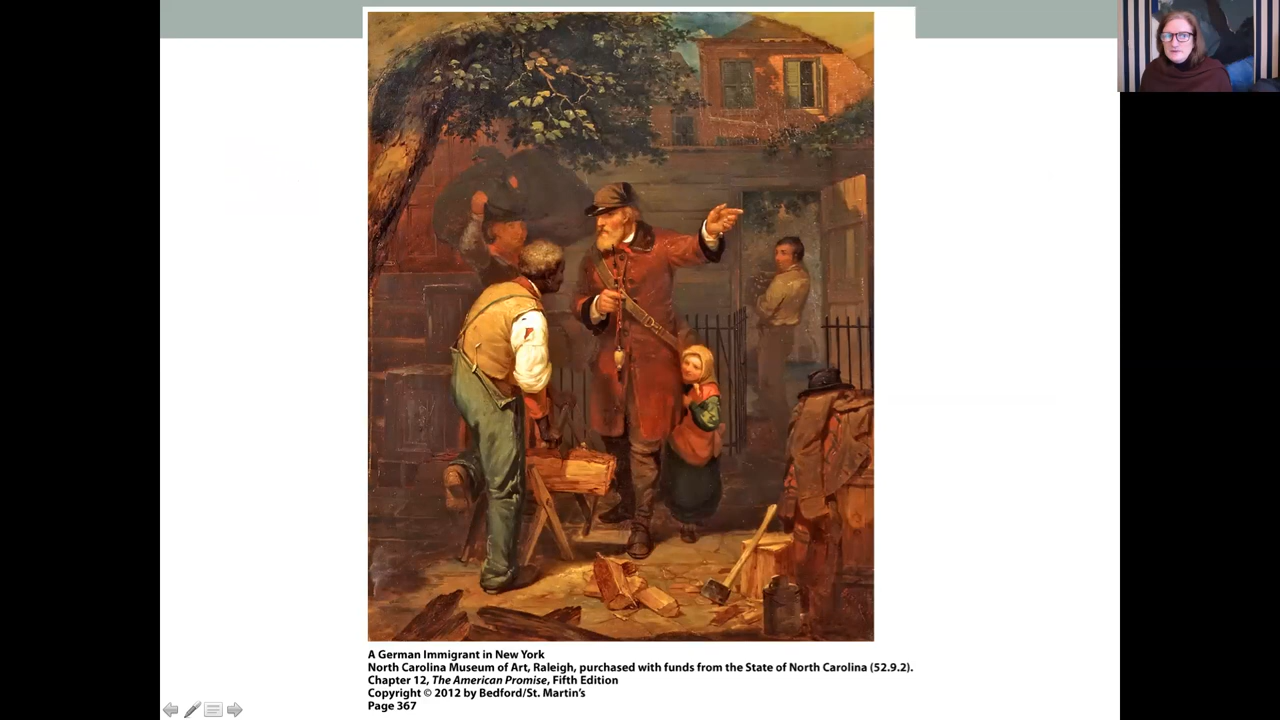 A German Immigrant in New York
North Carolina Museum of Art, Raleigh, purchased with funds from the State of North Carolina (52.9.2).
Chapter 12, The American Promise, Fifth Edition
Copyright © 2012 by Bedford/St. Martin's
Page 367